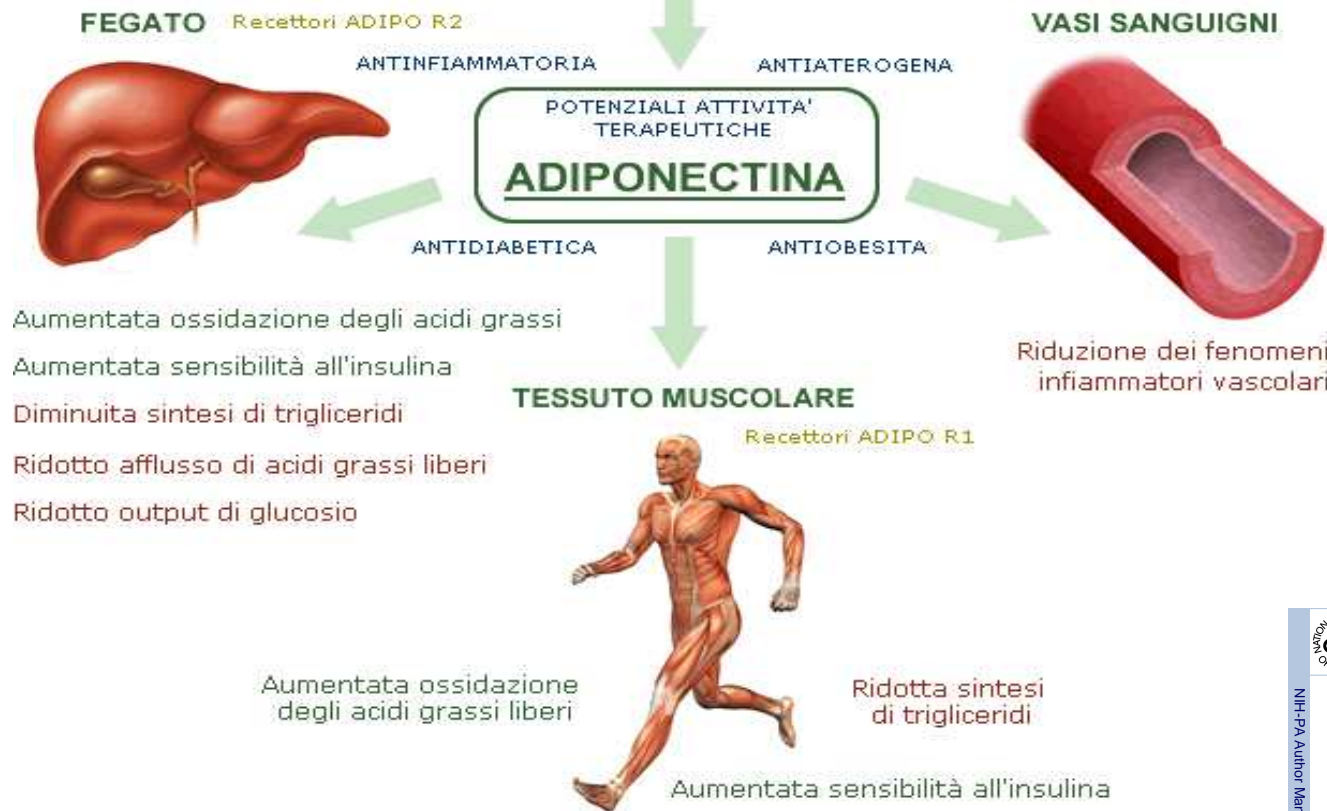 FEGATO Recettori ADIPO R2
VASI SANGUIGNI
ANTINFIAMMATORIA
ANTIATEROGENA
POTENZIALI ATTIVITA'
TERAPEUTICHE
ADIPONECTINA
ANTIDIABETICA
ANTIOBESITA
Aumentata ossidazione degli acidi grassi
Aumentata sensibilità all'insulina
Diminuita sintesi di trigliceridi
Ridotto afflusso di acidi grassi liberi
Ridotto output di glucosio
Riduzione dei fenomeni
infiammatori vascolari
TESSUTO MUSCOLARE
Recettori ADIPO R1
Aumentata ossidazione
degli acidi grassi liberi
Ridotta sintesi
di trigliceridi
Aumentata sensibilità all'insulina
NIH-PA Author